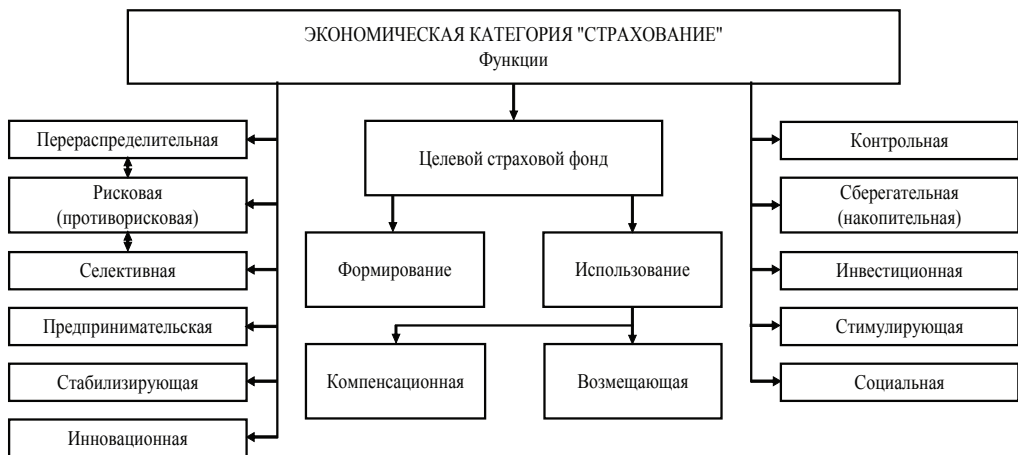 ЭКОНОМИЧЕСКАЯ КАТЕГОРИЯ "СТРАХОВАНИЕ"
Функции
Перераспределительная
Рисковая
(противорисковая)
Селективная
Предпринимательская
Стабилизирующая
Инновационная
Целевой страховой фонд
Формирование
Использование
Компенсационная
Возмещающая
Контрольная
Сберегательная
(накопительная)
Инвестиционная
Стимулирующая
Социальная